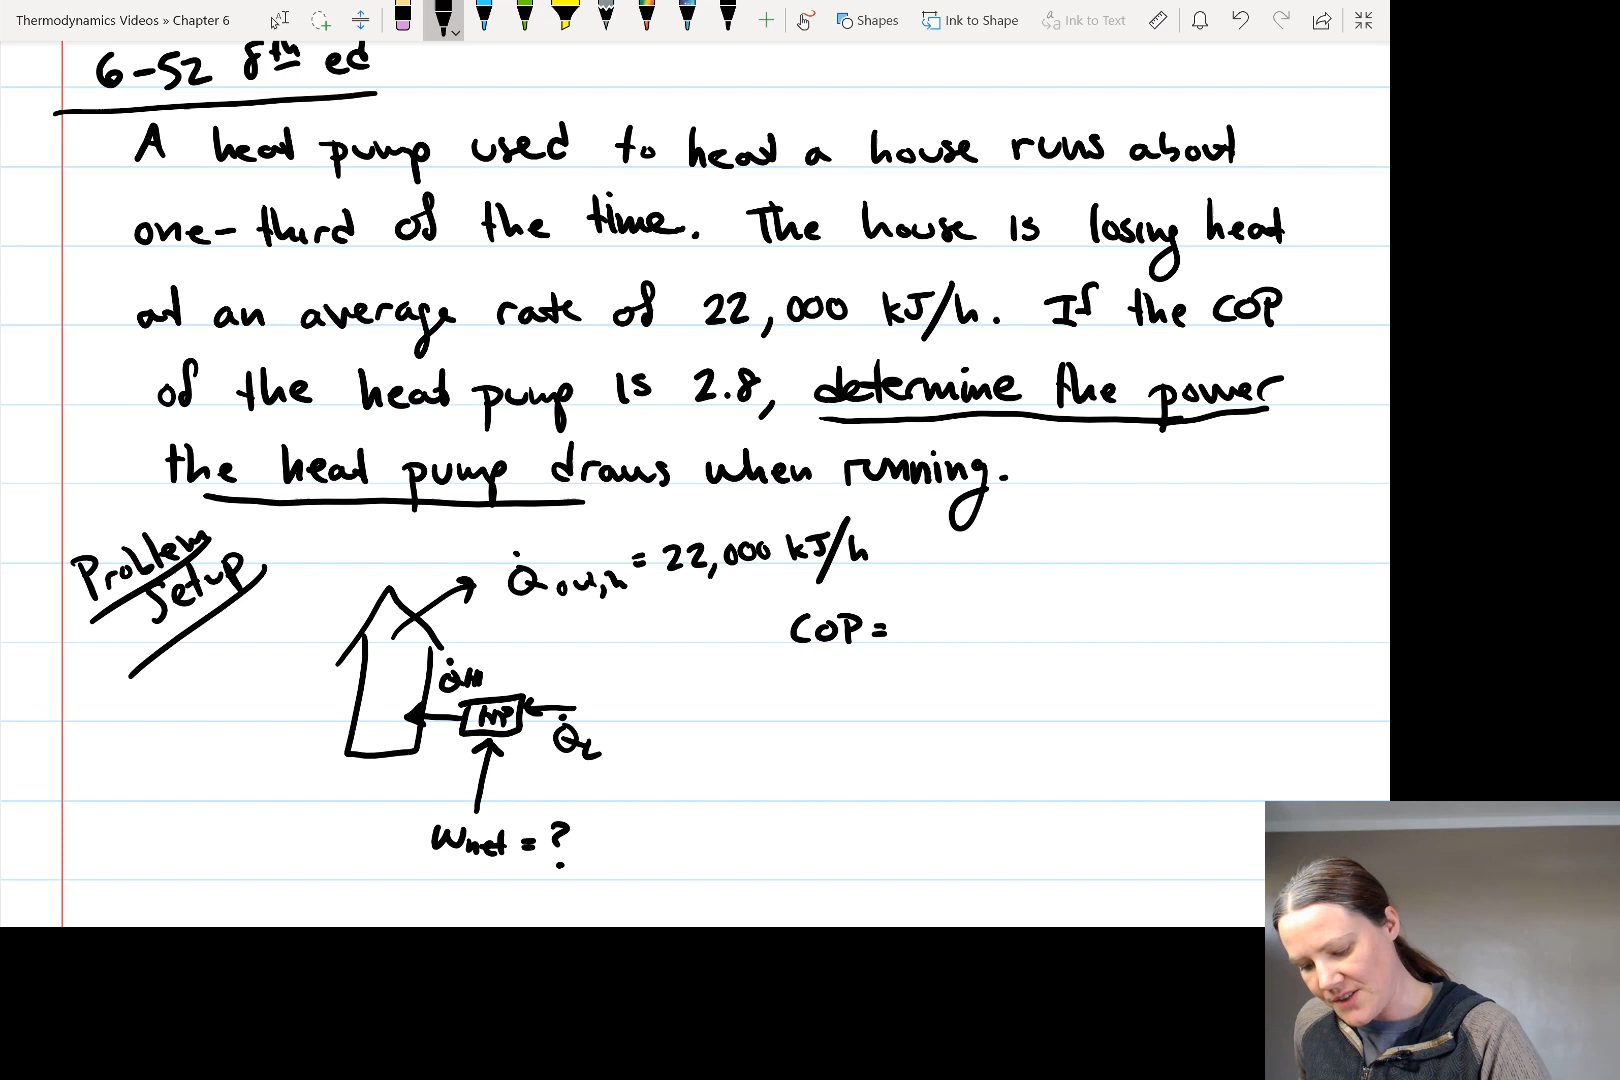 Thermodynamics Videos » Chapter 6
Shapes
Ink to Shape
Ink to Text
6-52 8th ed
A heat pump used to heat a house runs about
one-third of the time. The house is losing heat
at an average rate of 22,000 kJ/h. If the COP
of the heat pump is 2.8, determine the power
the heat pump draws when running.
Problem
Setup
Q̇out,h = 22,000 kJ/h
COP =
Q̇H
HP
Q̇L
Wnet = ?